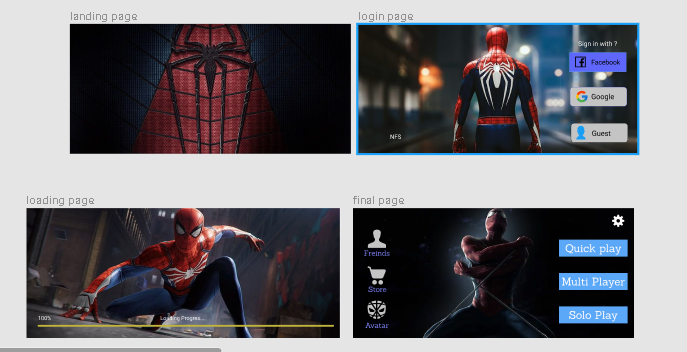 landing page
login page
Sign in with ?
Facebook
Google
Guest
NFS
loading page
100%
Loading Progres...
final page
Freinds
Store
Avatar
Quick play
Multi Player
Solo Play